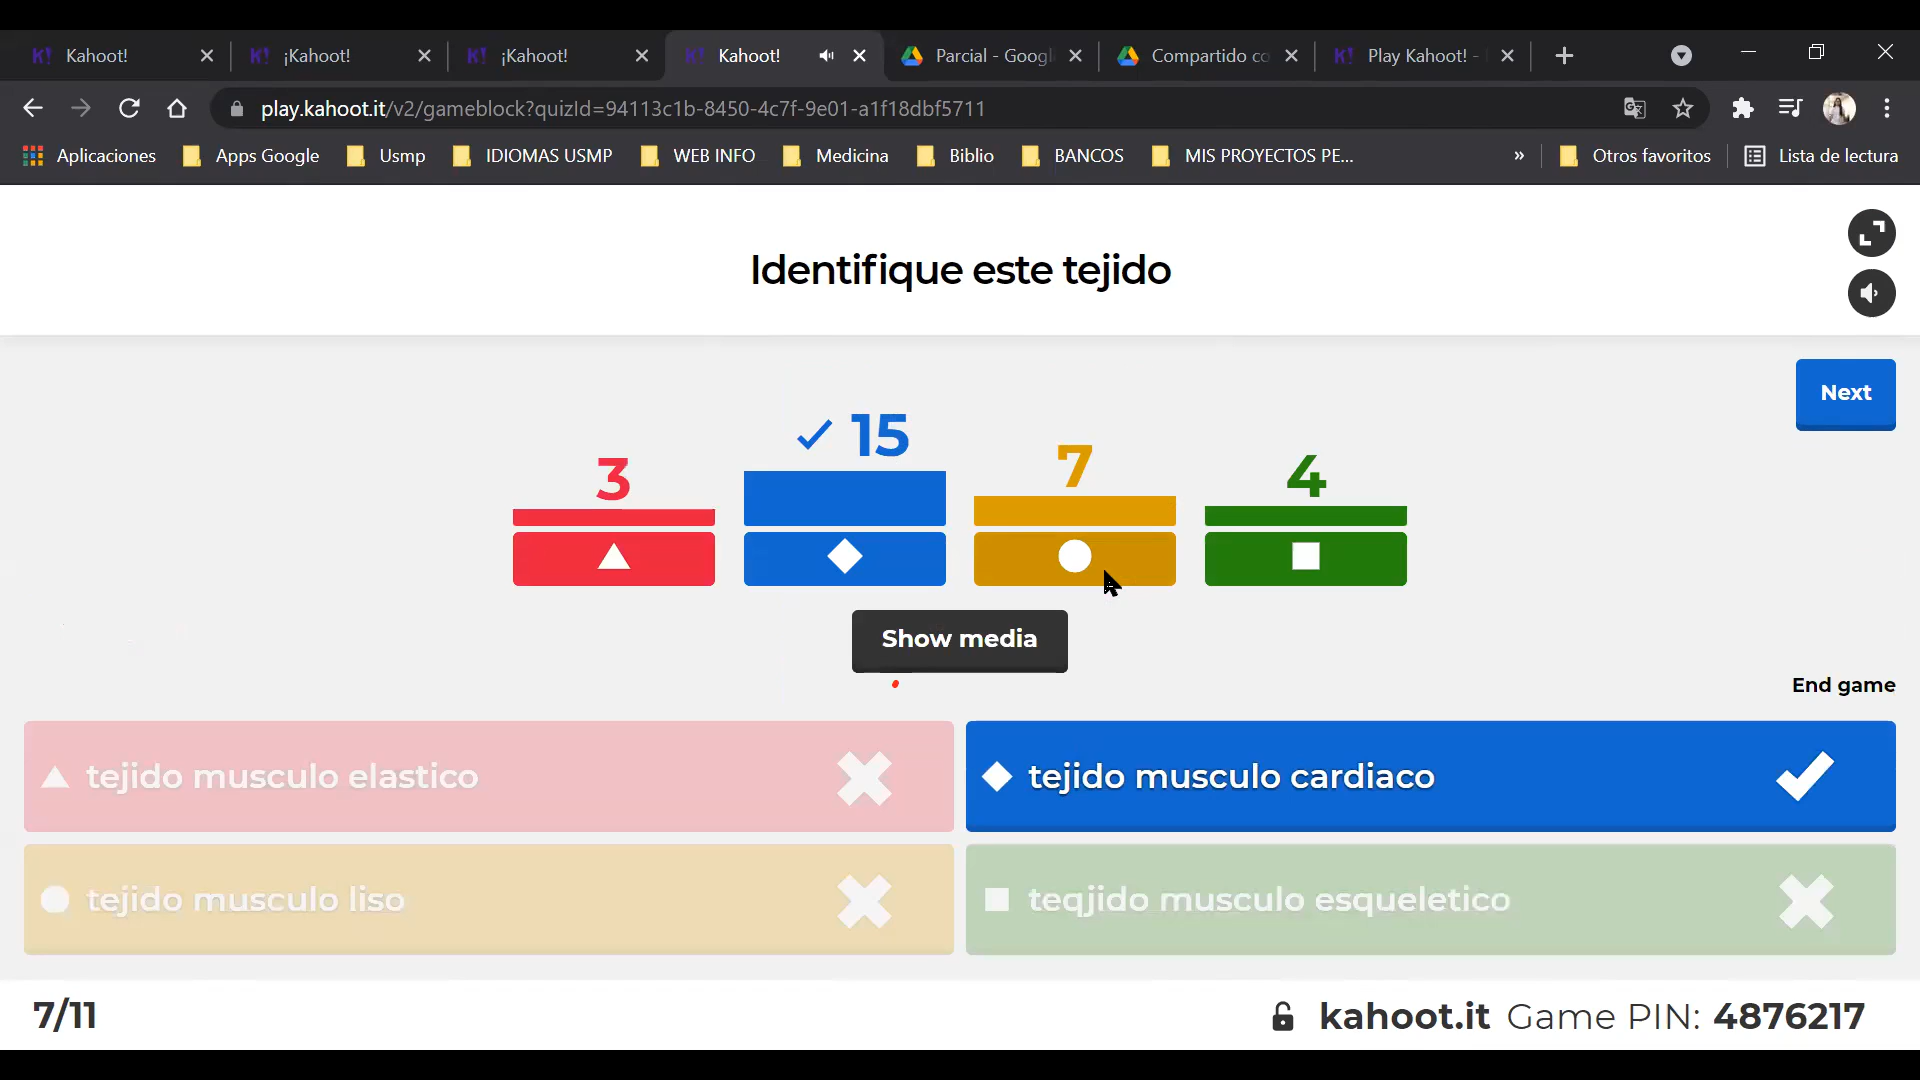 Kahoot!
¡Kahoot!
¡Kahoot!
Kahoot!
Parcial - Googl
Compartido co
Play Kahoot! -
play.kahoot.it/v2/gameblock?quizId=94113c1b-8450-4c7f-9e01-a1f18dbf5711
Aplicaciones
Apps Google
Usmp
IDIOMAS USMP
WEB INFO
Medicina
Biblio
BANCOS
MIS PROYECTOS PE...
»
Otros favoritos
Lista de lectura
Identifique este tejido
Next
3
15
7
4
Show media
End game
tejido musculo elastico
tejido musculo cardiaco
tejido musculo liso
teqjido musculo esqueletico
7/11
kahoot.it Game PIN: 4876217